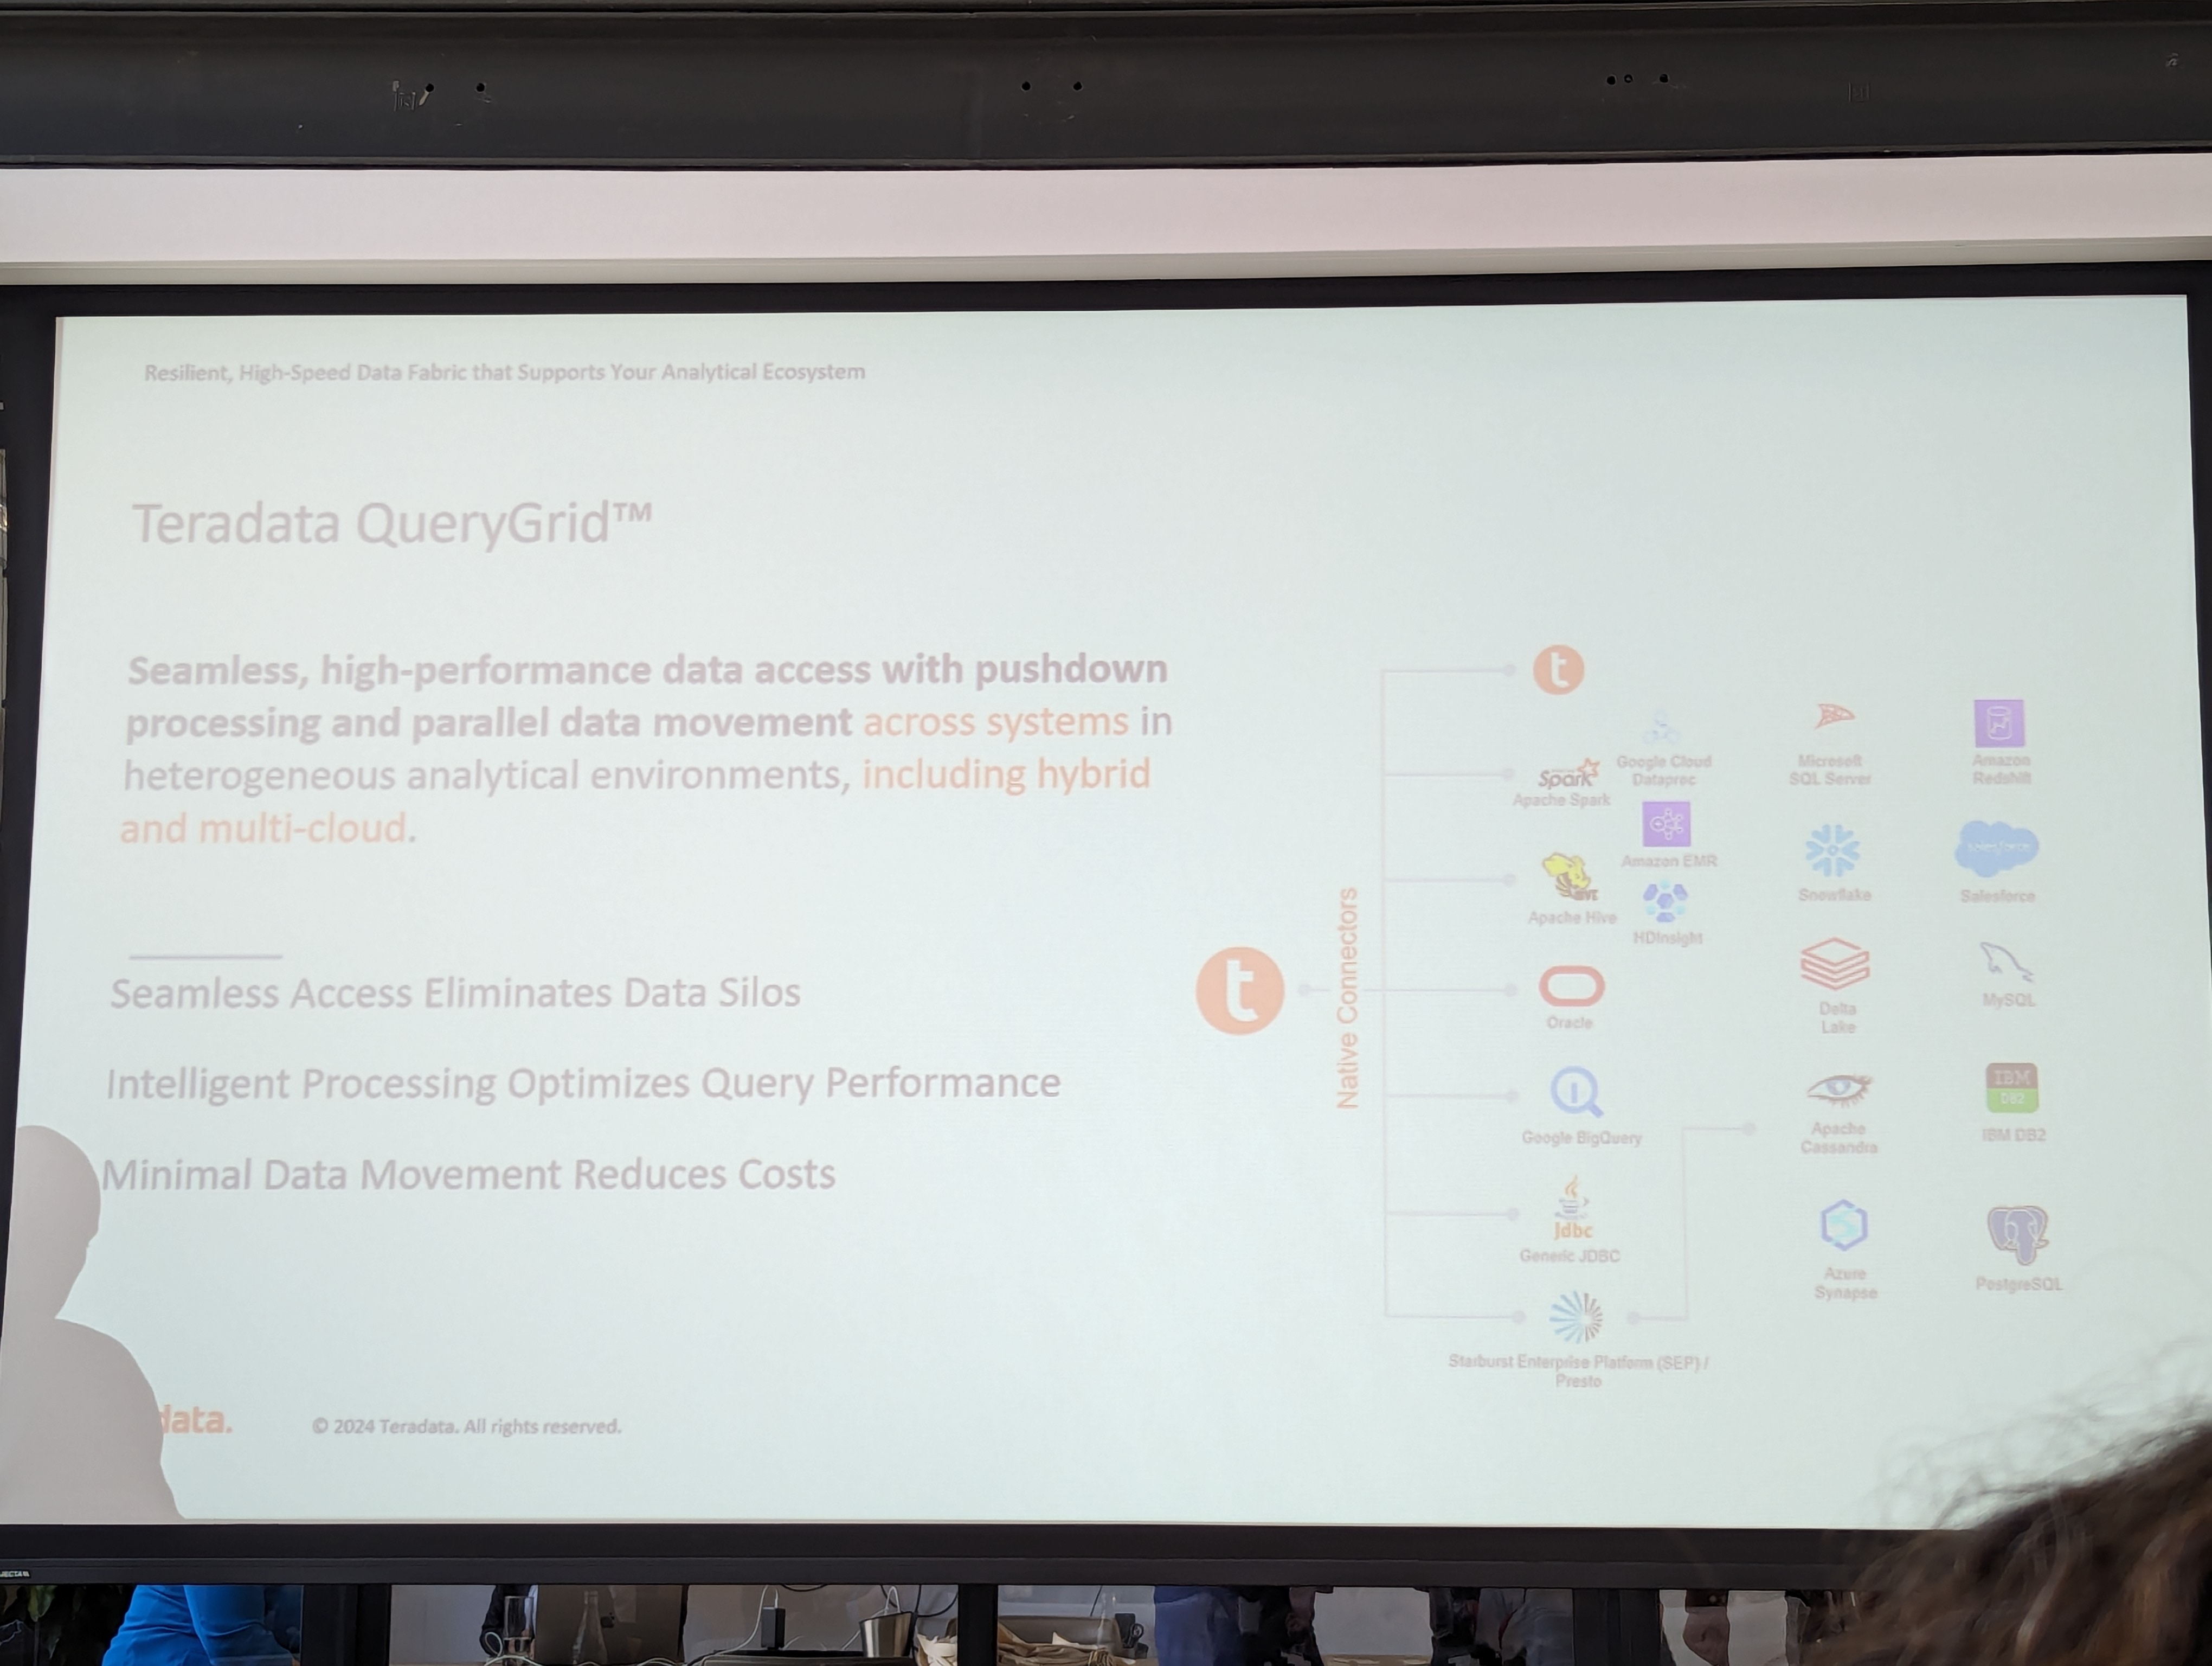 Resilient, High-Speed Data Fabric that Supports Your Analytical Ecosystem
Teradata QueryGrid™
Seamless, high-performance data access with pushdown
processing and parallel data movement across systems in
heterogeneous analytical environments, including hybrid
and multi-cloud.
Seamless Access Eliminates Data Silos
Intelligent Processing Optimizes Query Performance
Minimal Data Movement Reduces Costs
data.
© 2024 Teradata. All rights reserved.
t
Native Connectors
t
Spark
Apache Spark
Google Cloud
Dataproc
Amazon EMR
HIVE
Apache Hive
HDInsight
Oracle
Google BigQuery
Jdbc
Generic JDBC
Starburst Enterprise Platform (SEP) /
Presto
Microsoft
SQL Server
Amazon
Redshift
Snowflake
salesforce
Salesforce
Delta
Lake
MySQL
Apache
Cassandra
IBM
DB2
IBM DB2
Azure
Synapse
PostgreSQL